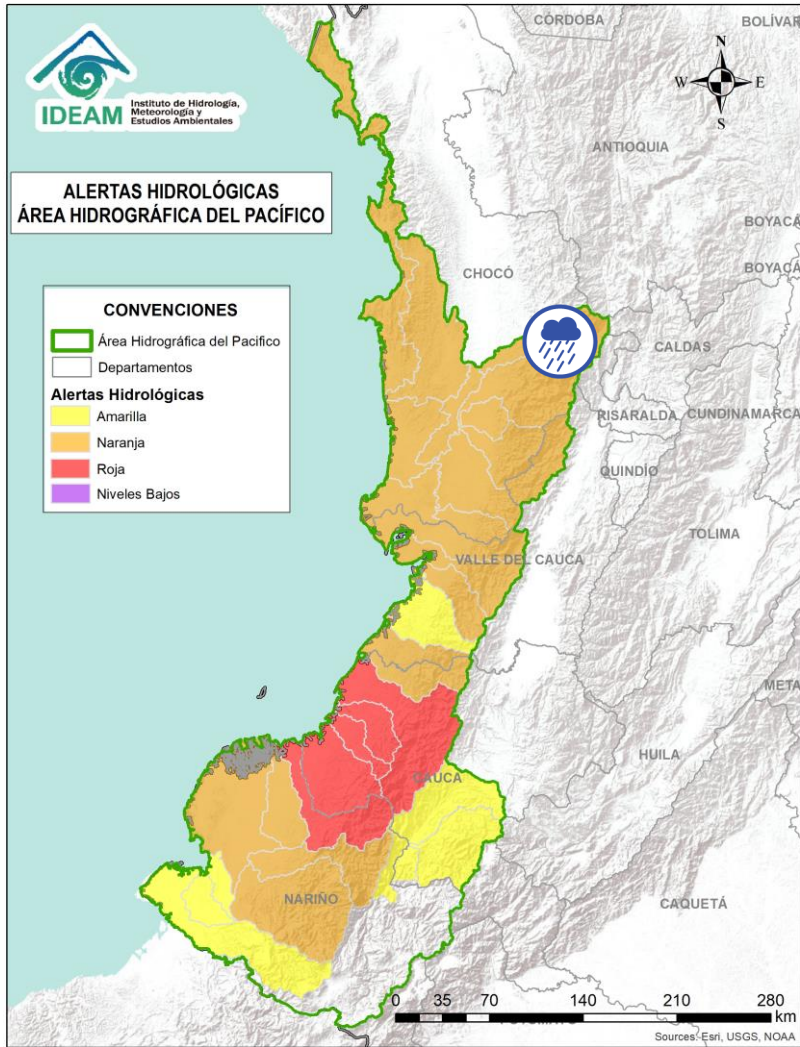 CÓRDOBA
BOLÍVAR
N
W
E
S
IDEAM
Instituto de Hidrología,
Meteorología y
Estudios Ambientales
ANTIOQUIA
ALERTAS HIDROLÓGICAS
ÁREA HIDROGRÁFICA DEL PACÍFICO
BOYACÁ
BOYACÁ
CHOCÓ
CONVENCIONES
Área Hidrográfica del Pacifico
Departamentos
Alertas Hidrológicas
Amarilla
Naranja
Roja
Niveles Bajos
CALDAS
RISARALDA
CUNDINAMARCA
QUINDÍO
TOLIMA
VALLE DEL CAUCA
META
HUILA
CAUCA
NARIÑO
CAQUETÁ
0 35 70 140 210 280
km
Sources: Esri, USGS, NOAA